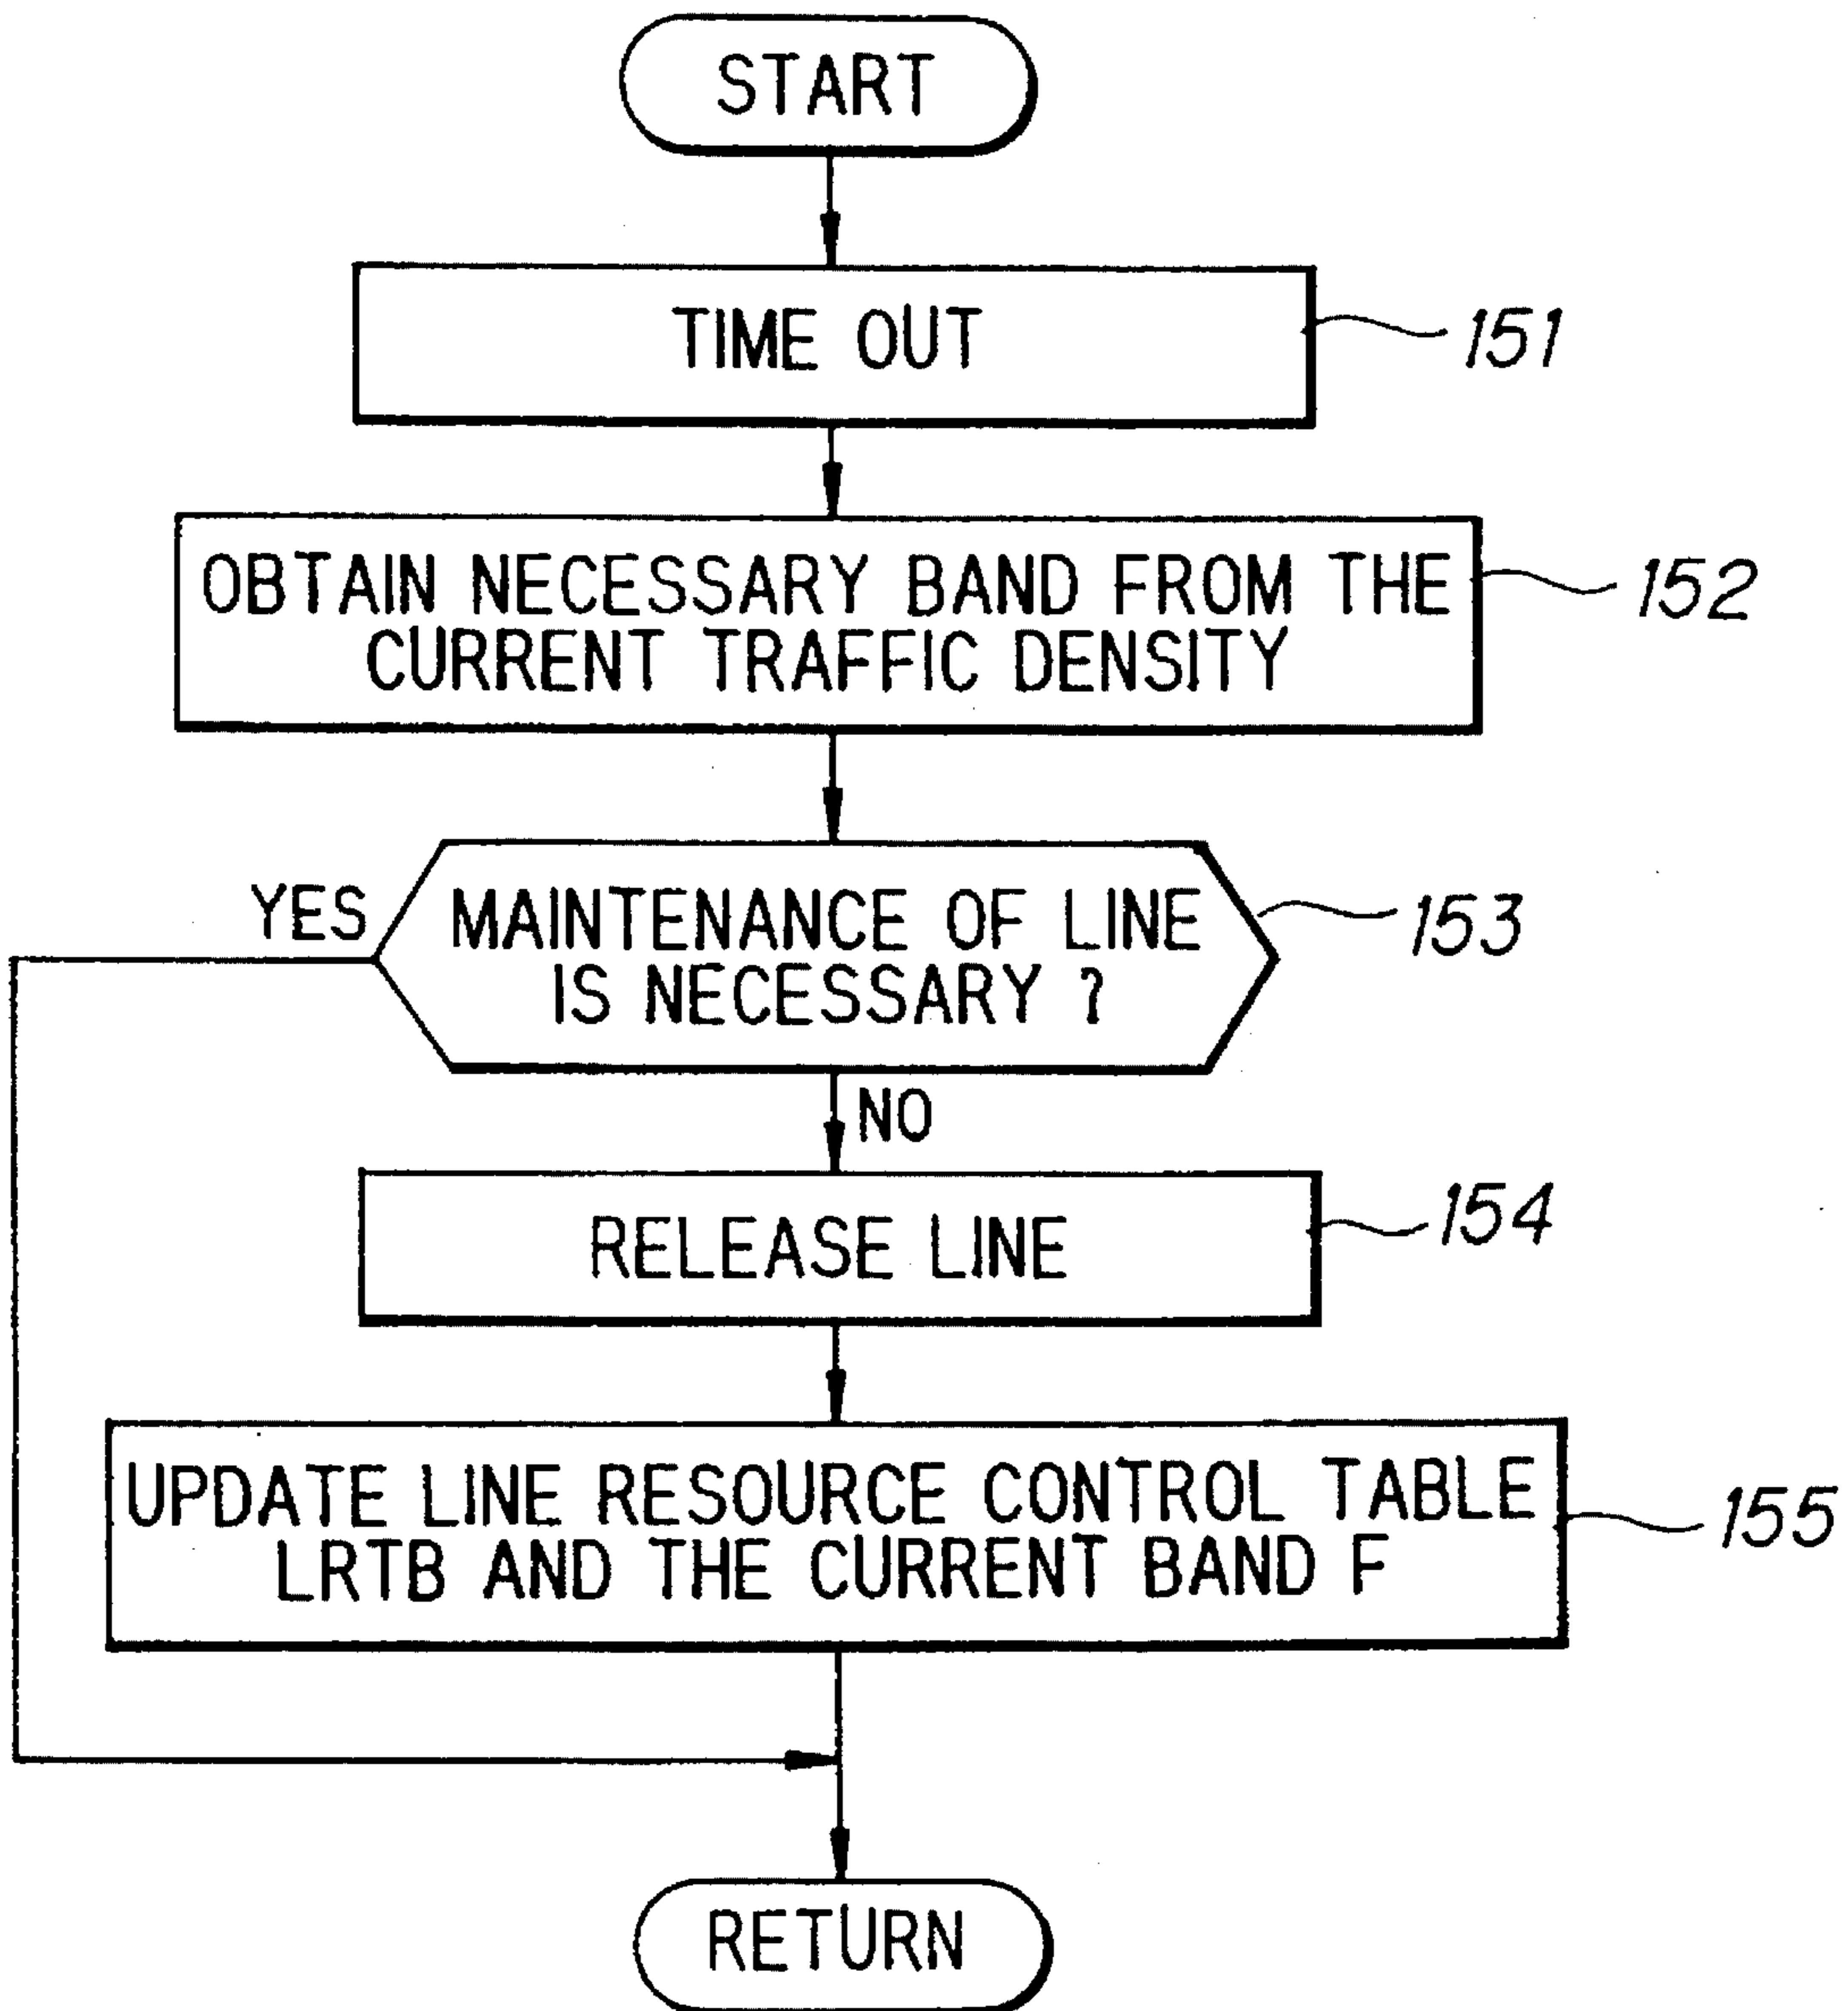 START
TIME OUT
151
OBTAIN NECESSARY BAND FROM THE
CURRENT TRAFFIC DENSITY
152
YES
MAINTENANCE OF LINE
IS NECESSARY ?
153
NO
RELEASE LINE
154
UPDATE LINE RESOURCE CONTROL TABLE
LRTB AND THE CURRENT BAND F
155
RETURN